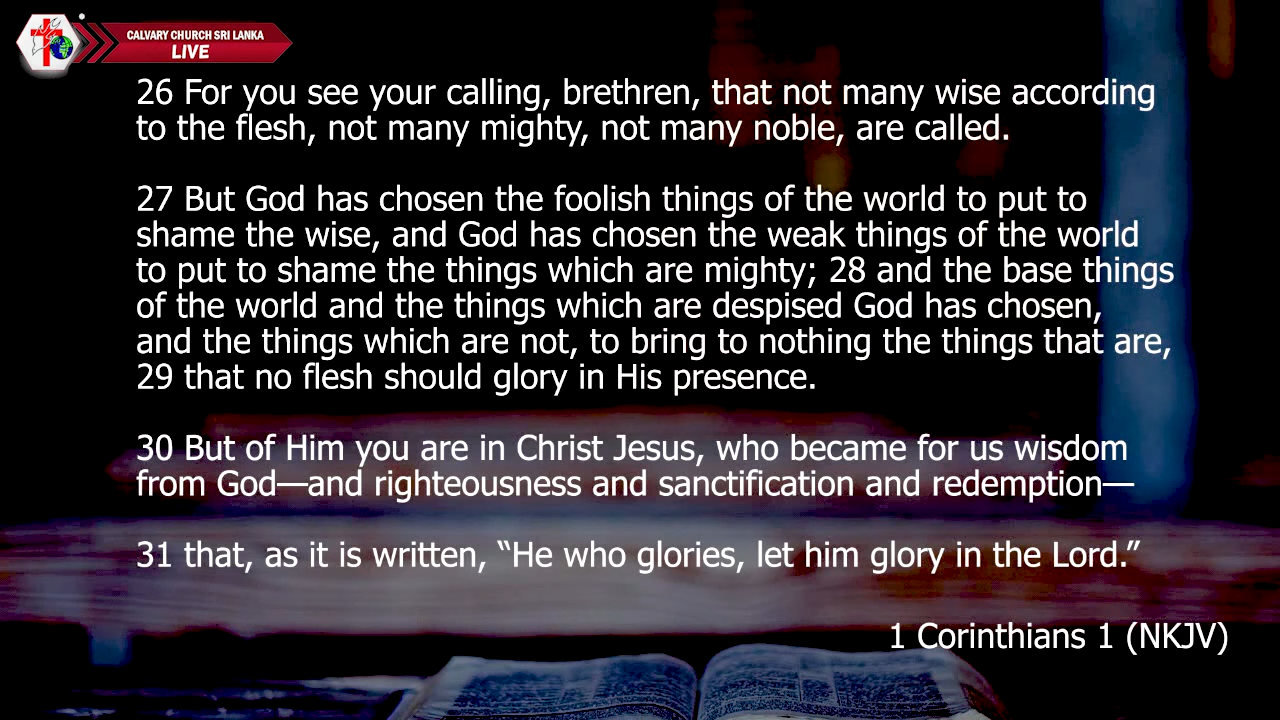 CALVARY CHURCH SRI LANKA
LIVE
26 For you see your calling, brethren, that not many wise according
to the flesh, not many mighty, not many noble, are called.
27 But God has chosen the foolish things of the world to put to
shame the wise, and God has chosen the weak things of the world
to put to shame the things which are mighty; 28 and the base things
of the world and the things which are despised God has chosen,
and the things which are not, to bring to nothing the things that are,
29 that no flesh should glory in His presence.
30 But of Him you are in Christ Jesus, who became for us wisdom
from God—and righteousness and sanctification and redemption—
31 that, as it is written, “He who glories, let him glory in the Lord.”
1 Corinthians 1 (NKJV)